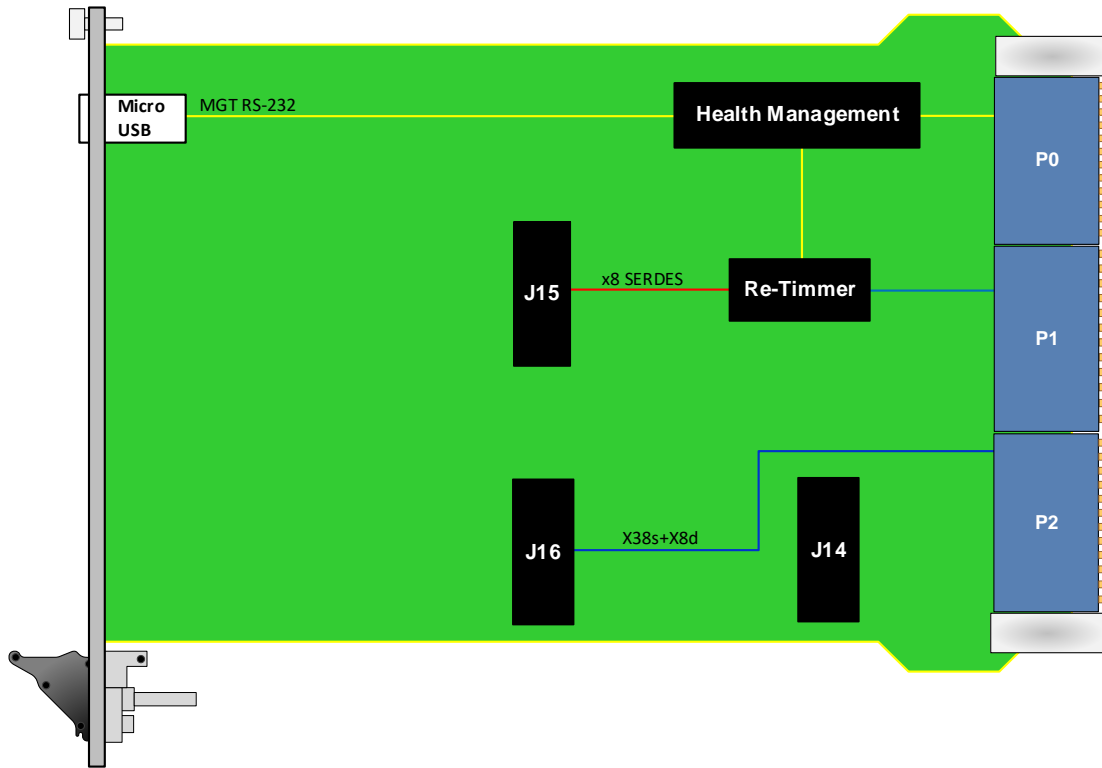 Micro
USB
MGT RS-232
Health Management
P0
J15
x8 SERDES
Re-Timmer
P1
J16
X38s+X8d
J14
P2